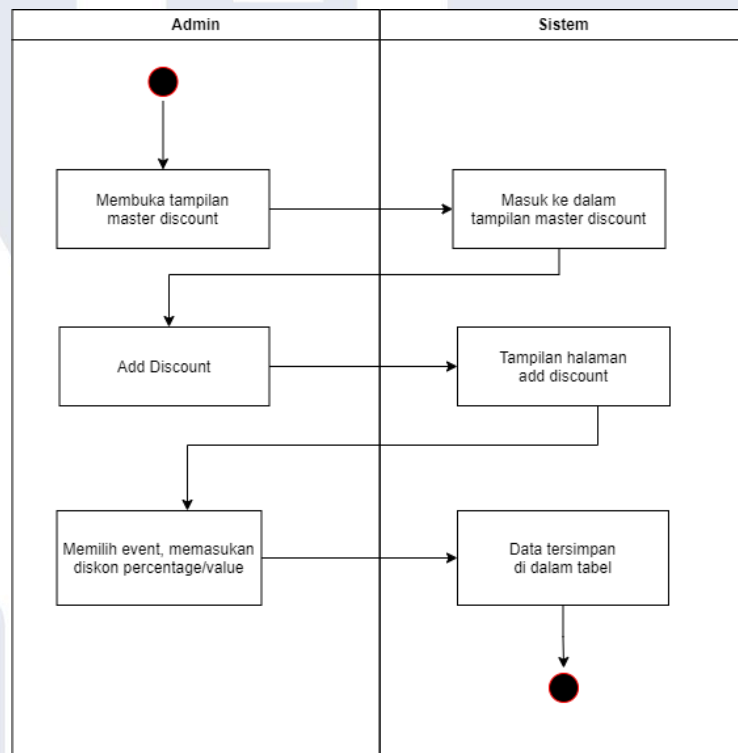 Admin
Sistem
Membuka tampilan
master discount
Masuk ke dalam
tampilan master discount
Add Discount
Tampilan halaman
add discount
Memilih event, memasukan
diskon percentage/value
Data tersimpan
di dalam tabel